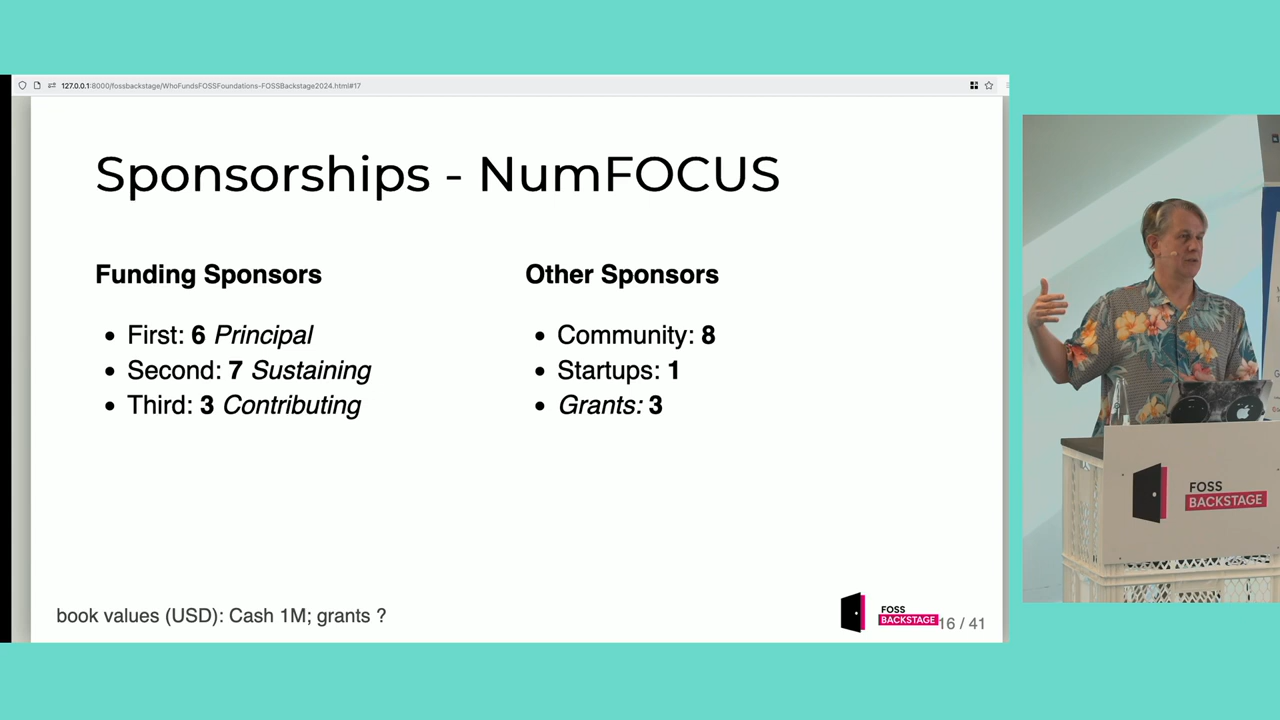 127.0.0.1:8000/fossbackstage/WhoFundsFOSSFoundations-FOSSBackstage2024.html#17
Sponsorships - NumFOCUS
Funding Sponsors
• First: 6 Principal
• Second: 7 Sustaining
• Third: 3 Contributing
Other Sponsors
• Community: 8
• Startups: 1
• Grants: 3
book values (USD): Cash 1M; grants ?
FOSS
BACKSTAGE
16 / 41
FOSS
BACKSTAGE